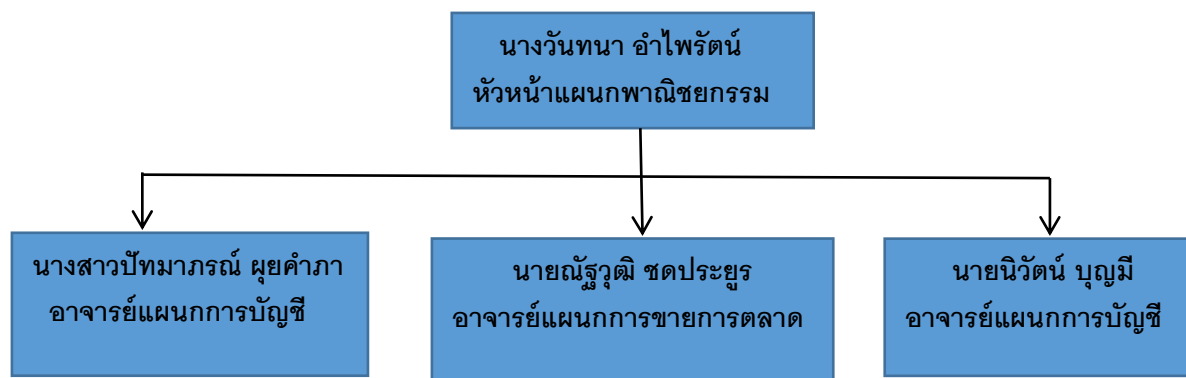 นางวันทนา อำไพรัตน์
หัวหน้าแผนกพาณิชยกรรม
นางสาวปัทมาภรณ์ ผุยคำภา
อาจารย์แผนกการบัญชี
นายณัฐวุฒิ ชดประยูร
อาจารย์แผนกการขายการตลาด
นายนิวัตน์ บุญมี
อาจารย์แผนกการบัญชี